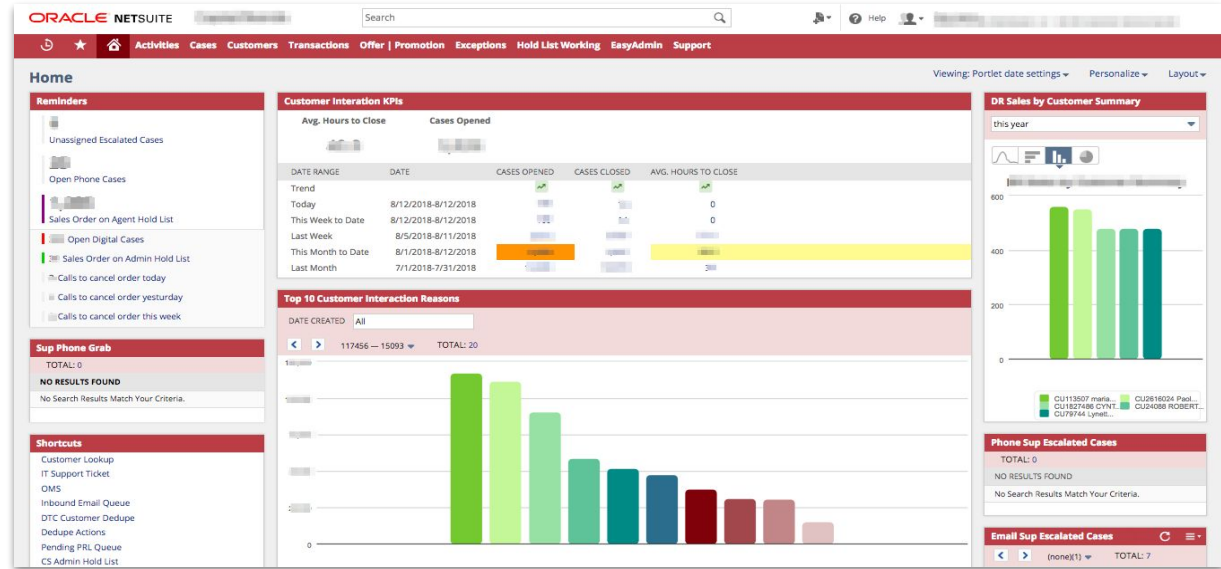 ORACLE NETSUITE
Search
Help
Activities Cases Customers Transactions Offer | Promotion Exceptions Hold List Working EasyAdmin Support
Home
Viewing: Portlet date settings Personalize Layout
Reminders
Unassigned Escalated Cases
Open Phone Cases
Sales Order on Agent Hold List
Open Digital Cases
Sales Order on Admin Hold List
Calls to cancel order today
Calls to cancel order yesturday
Calls to cancel order this week
Sup Phone Grab
TOTAL: 0
NO RESULTS FOUND
No Search Results Match Your Criteria.
Shortcuts
Customer Lookup
IT Support Ticket
OMS
Inbound Email Queue
DTC Customer Dedupe
Dedupe Actions
Pending PRL Queue
CS Admin Hold List
Customer Interation KPIs
Avg. Hours to Close Cases Opened
DATE RANGE DATE CASES OPENED CASES CLOSED AVG. HOURS TO CLOSE
Trend
Today 8/12/2018-8/12/2018 0
This Week to Date 8/12/2018-8/12/2018 0
Last Week 8/5/2018-8/11/2018
This Month to Date 8/1/2018-8/12/2018
Last Month 7/1/2018-7/31/2018
Top 10 Customer Interaction Reasons
DATE CREATED All
117456 — 15093 TOTAL: 20
0
DR Sales by Customer Summary
this year
600
400
200
0
CU113507 maria... CU2616024 Paol...
CU1827486 CYNT... CU24088 ROBERT...
CU79744 Lynett...
Phone Sup Escalated Cases
TOTAL: 0
NO RESULTS FOUND
No Search Results Match Your Criteria.
Email Sup Escalated Cases
(none)(1) TOTAL: 7